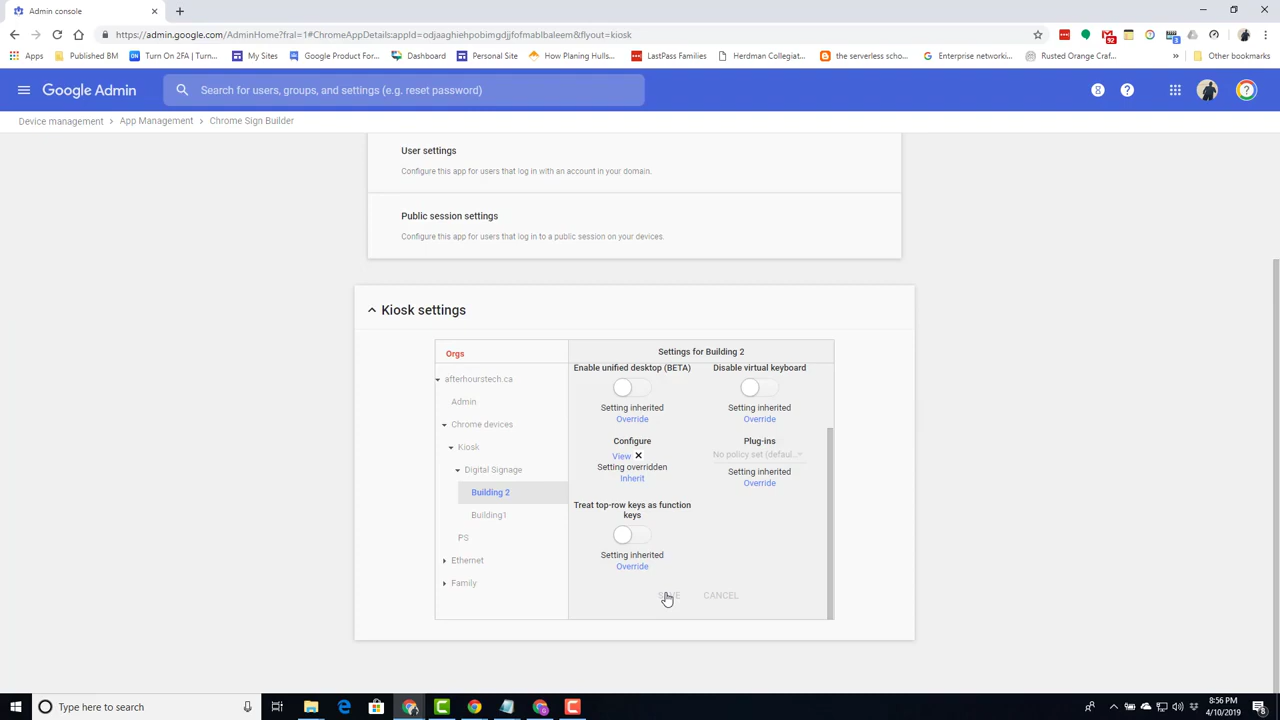 Admin console
https://admin.google.com/AdminHome?fral=1#ChromeAppDetails:appId=odjaaghiehpobimgdjjfofmablbaleem&flyout=kiosk
92
3
Apps
Published BM
Turn On 2FA | Turn...
My Sites
Google Product For...
Dashboard
Personal Site
How Planing Hulls...
LastPass Families
Herdman Collegiat...
the serverless scho...
Enterprise networki...
Rusted Orange Craf...
»
Other bookmarks
Google Admin
Search for users, groups, and settings (e.g. reset password)
Device management > App Management > Chrome Sign Builder
User settings
Configure this app for users that log in with an account in your domain.
Public session settings
Configure this app for users that log in to a public session on your devices.
Kiosk settings
Orgs
afterhourstech.ca
Admin
Chrome devices
Kiosk
Digital Signage
Building 2
Building1
PS
Ethernet
Family
Settings for Building 2
Enable unified desktop (BETA)
Setting inherited
Override
Disable virtual keyboard
Setting inherited
Override
Configure
View
Setting overridden
Inherit
Plug-ins
No policy set (defaul...
Setting inherited
Override
Treat top-row keys as function
keys
Setting inherited
Override
CANCEL
Type here to search
8:56 PM
4/10/2019
8